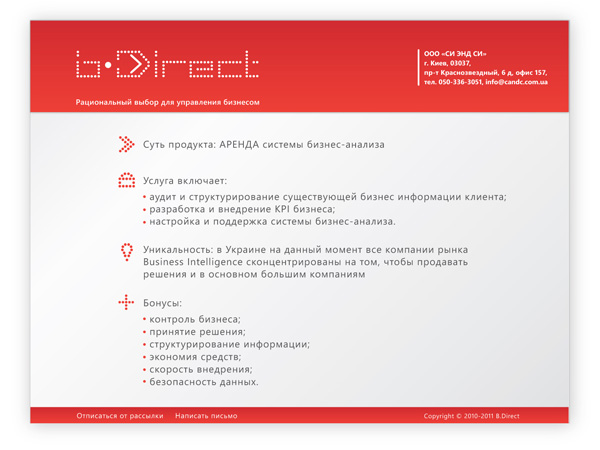 b·Direct
Рациональный выбор для управления бизнесом
ООО «СИ ЭНД СИ»
г. Киев, 03037,
пр-т Краснозвездный, 6 д, офис 157,
тел. 050-336-3051, info@candc.com.ua
Суть продукта: АРЕНДА системы бизнес-анализа
Услуга включает:
• аудит и структурирование существующей бизнес информации клиента;
• разработка и внедрение KPI бизнеса;
• настройка и поддержка системы бизнес-анализа.
Уникальность: в Украине на данный момент все компании рынка
Business Intelligence сконцентрированы на том, чтобы продавать
решения и в основном большим компаниям
Бонусы:
• контроль бизнеса;
• принятие решения;
• структурирование информации;
• экономия средств;
• скорость внедрения;
• безопасность данных.
Отписаться от рассылки Написать письмо
Copyright © 2010-2011 B.Direct